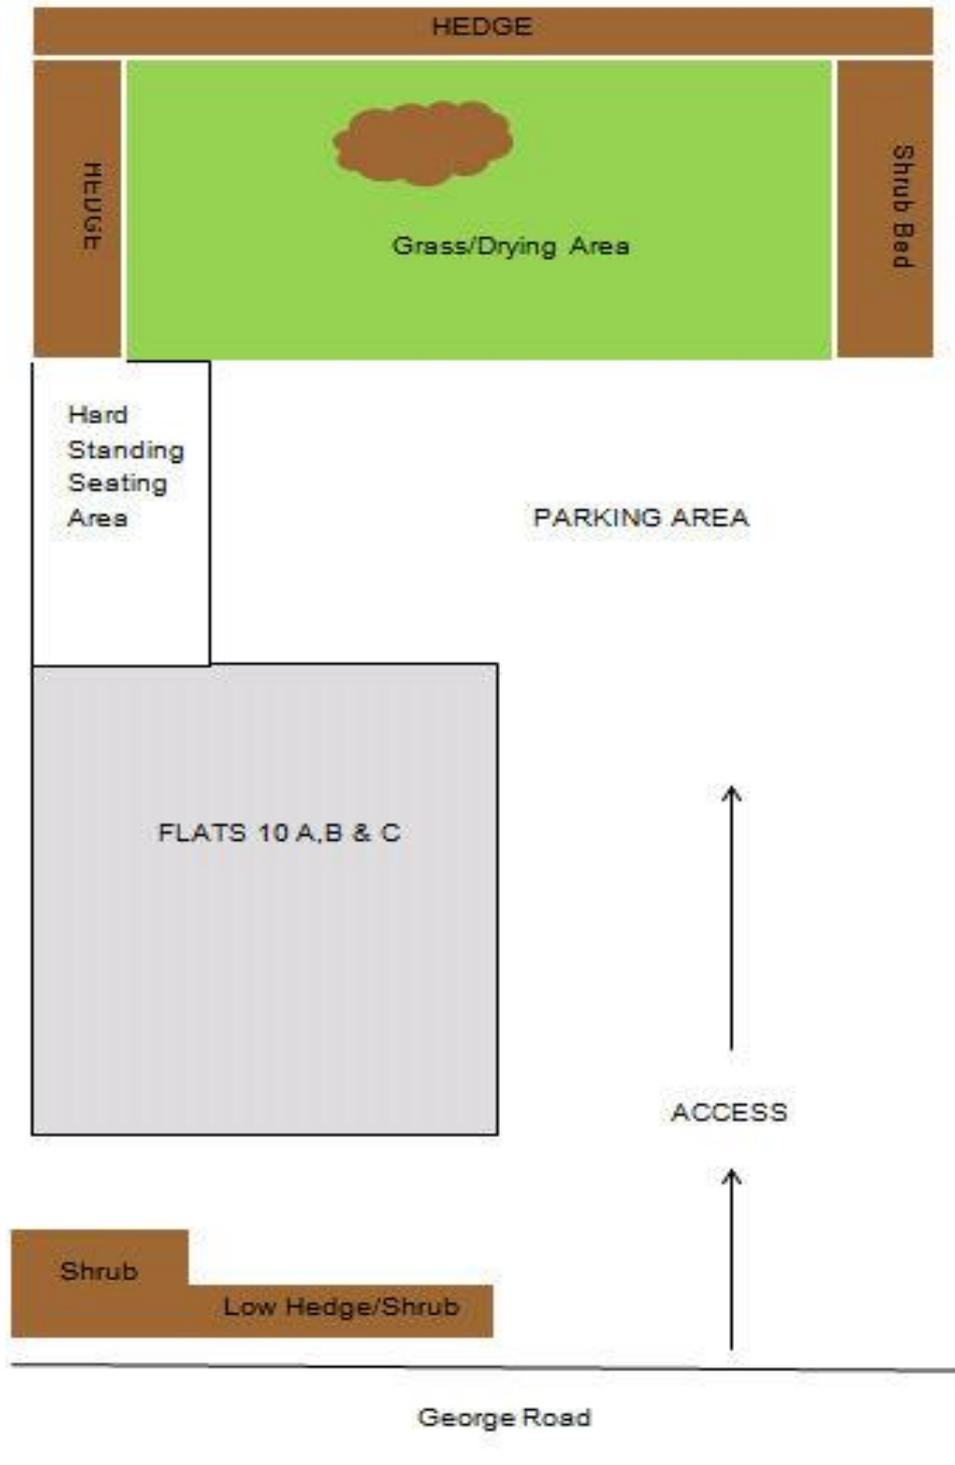 HEDGE
HEDGE
Shrub Bed
Grass/Drying Area
Hard
Standing
Seating
Area
PARKING AREA
FLATS 10 A,B & C
ACCESS
Shrub
Low Hedge/Shrub
George Road